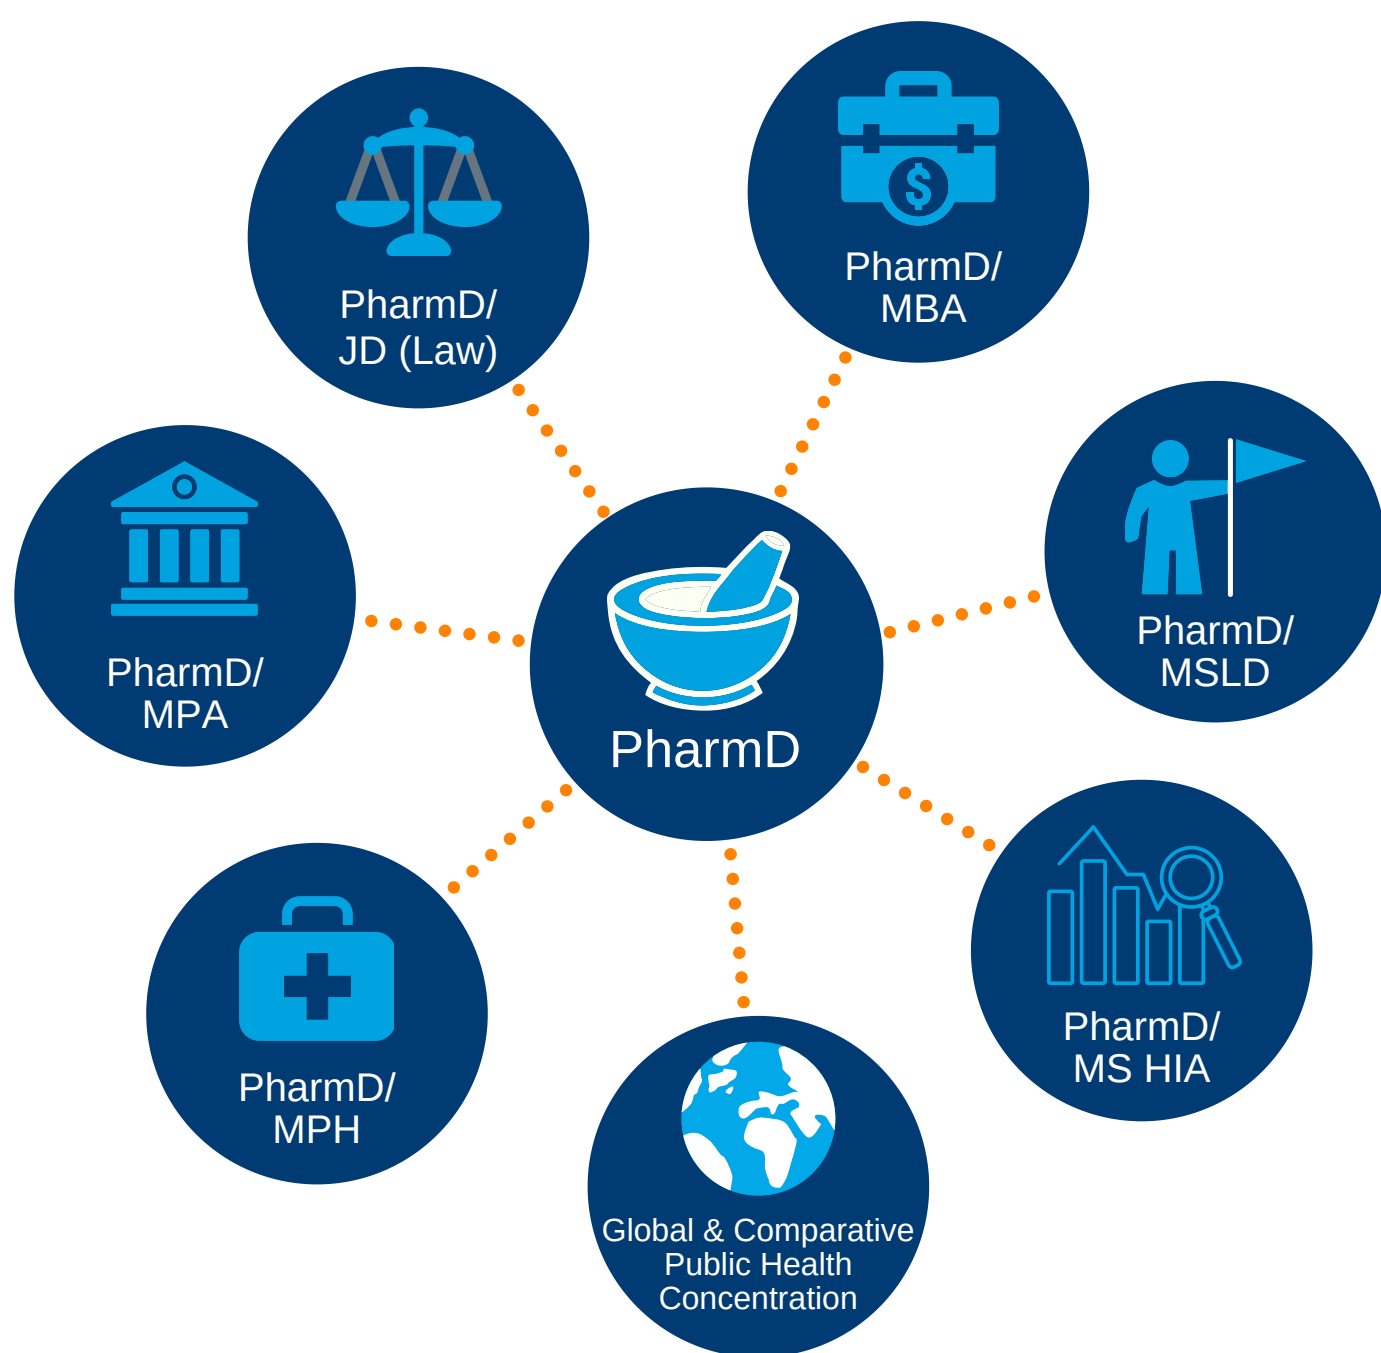 PharmD/
JD (Law)
PharmD/
MBA
PharmD/
MPA
PharmD
PharmD/
MSLD
PharmD/
MPH
PharmD/
MS HIA
Global & Comparative
Public Health
Concentration
$